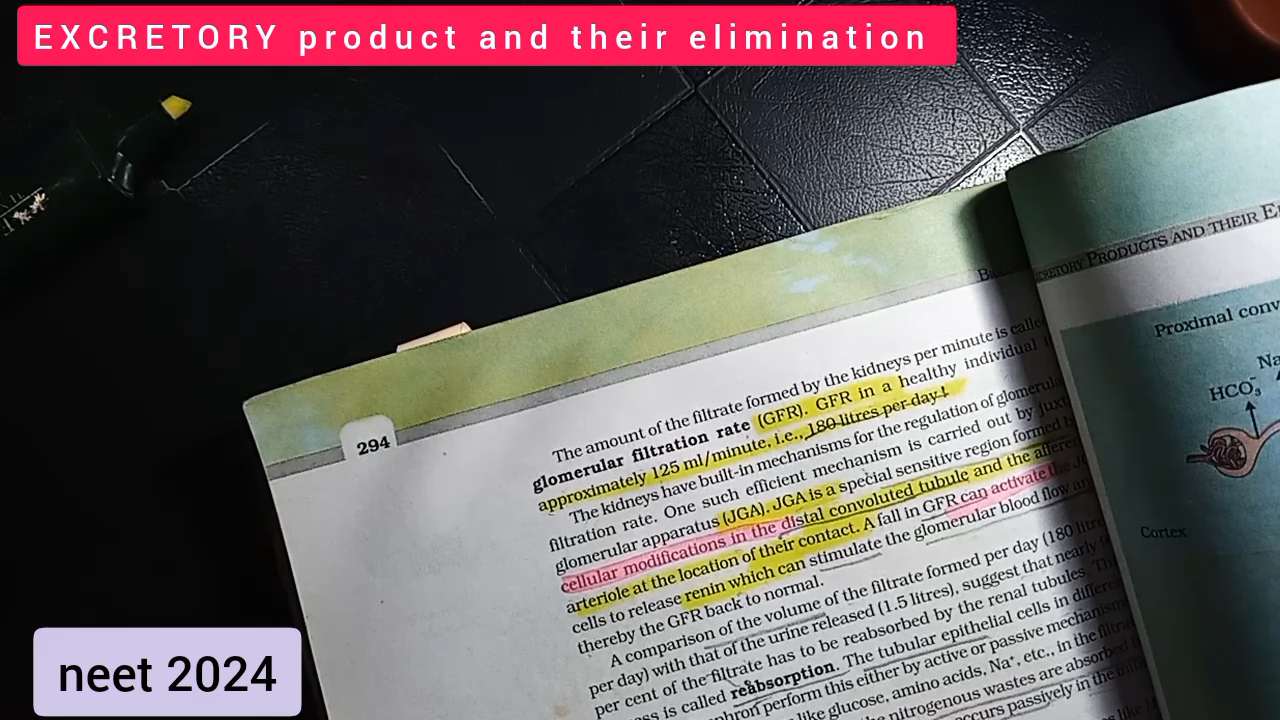 EXCRETORY product and their elimination
294
The amount of the filtrate formed by the kidneys per minute is called
glomerular filtration rate (GFR). GFR in a healthy individual
approximately 125 ml/minute, i.e., 180 litres per day!
The kidneys have built-in mechanisms for the regulation of glomerular
filtration rate. One such efficient mechanism is carried out by juxta
glomerular apparatus (JGA). JGA is a special sensitive region formed by
cellular modifications in the distal convoluted tubule and the afferent
arteriole at the location of their contact. A fall in GFR can activate the JG
cells to release renin which can stimulate the glomerular blood flow and
thereby the GFR back to normal.
A comparison of the volume of the filtrate formed per day (180 litres
per day) with that of the urine released (1.5 litres), suggest that nearly
per cent of the filtrate has to be reabsorbed by the renal tubules.
is called reabsorption. The tubular epithelial cells in different
perform this either by active or passive mechanisms
like glucose, amino acids, Na⁺, etc., in the filtrate
the nitrogenous wastes are absorbed
occurs passively in the
EXCRETORY PRODUCTS AND THEIR
Proximal conv
HCO₃⁻
Na
Cortex
neet 2024